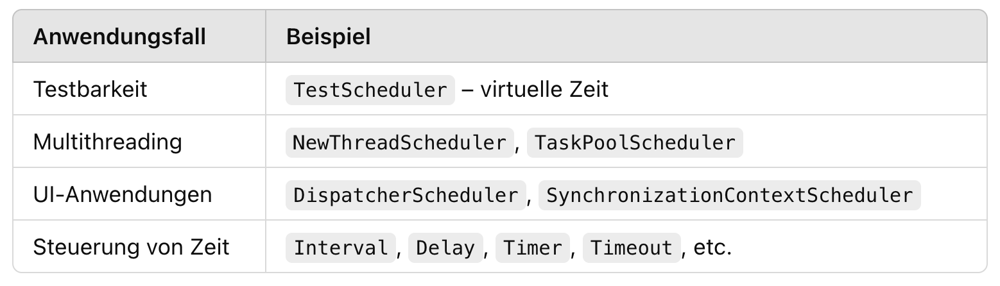 Anwendungsfall Beispiel
Testbarkeit TestScheduler – virtuelle Zeit
Multithreading NewThreadScheduler, TaskPoolScheduler
UI-Anwendungen DispatcherScheduler, SynchronizationContextScheduler
Steuerung von Zeit Interval, Delay, Timer, Timeout, etc.